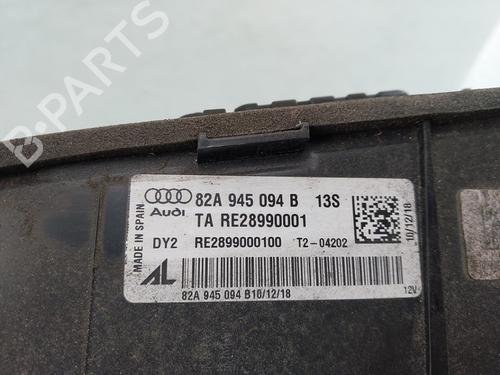 B-PARTS
Audi
82A 945 094 B 13S
TA RE28990001
DY2 RE2899000100 T2-04202
82A 945 094 B10/12/18
MADE IN SPAIN
AL
10/12/18
12V